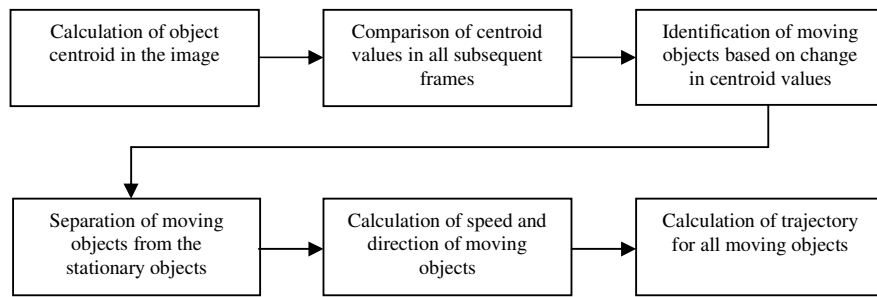 Calculation of object
centroid in the image
Comparison of centroid
values in all subsequent
frames
Identification of moving
objects based on change
in centroid values
Separation of moving
objects from the
stationary objects
Calculation of speed and
direction of moving
objects
Calculation of trajectory
for all moving objects